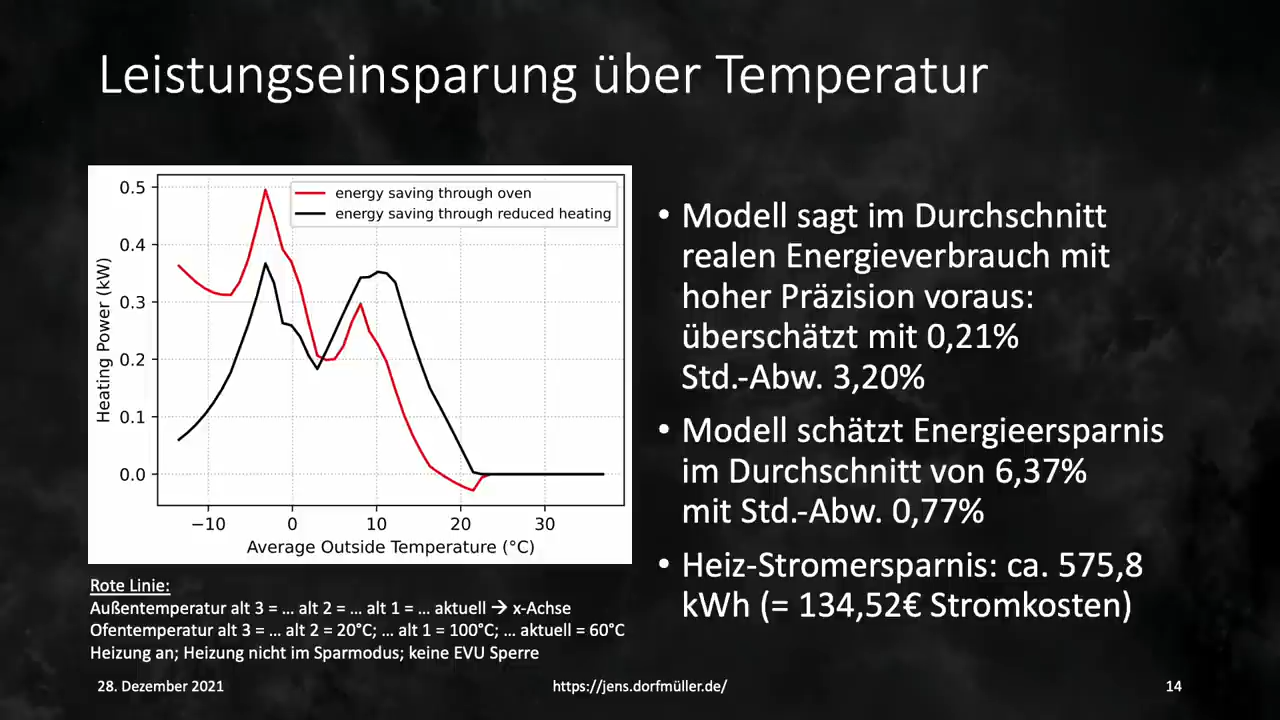 Leistungseinsparung über Temperatur
energy saving through oven
energy saving through reduced heating
Heating Power (kW)
0.5
0.4
0.3
0.2
0.1
0.0
−10 0 10 20 30
Average Outside Temperature (°C)
Rote Linie:
Außentemperatur alt 3 = … alt 2 = … alt 1 = … aktuell → x-Achse
Ofentemperatur alt 3 = … alt 2 = 20°C; … alt 1 = 100°C; … aktuell = 60°C
Heizung an; Heizung nicht im Sparmodus; keine EVU Sperre
• Modell sagt im Durchschnitt
realen Energieverbrauch mit
hoher Präzision voraus:
überschätzt mit 0,21%
Std.-Abw. 3,20%
• Modell schätzt Energieersparnis
im Durchschnitt von 6,37%
mit Std.-Abw. 0,77%
• Heiz-Stromersparnis: ca. 575,8
kWh (= 134,52€ Stromkosten)
28. Dezember 2021
https://jens.dorfmüller.de/
14